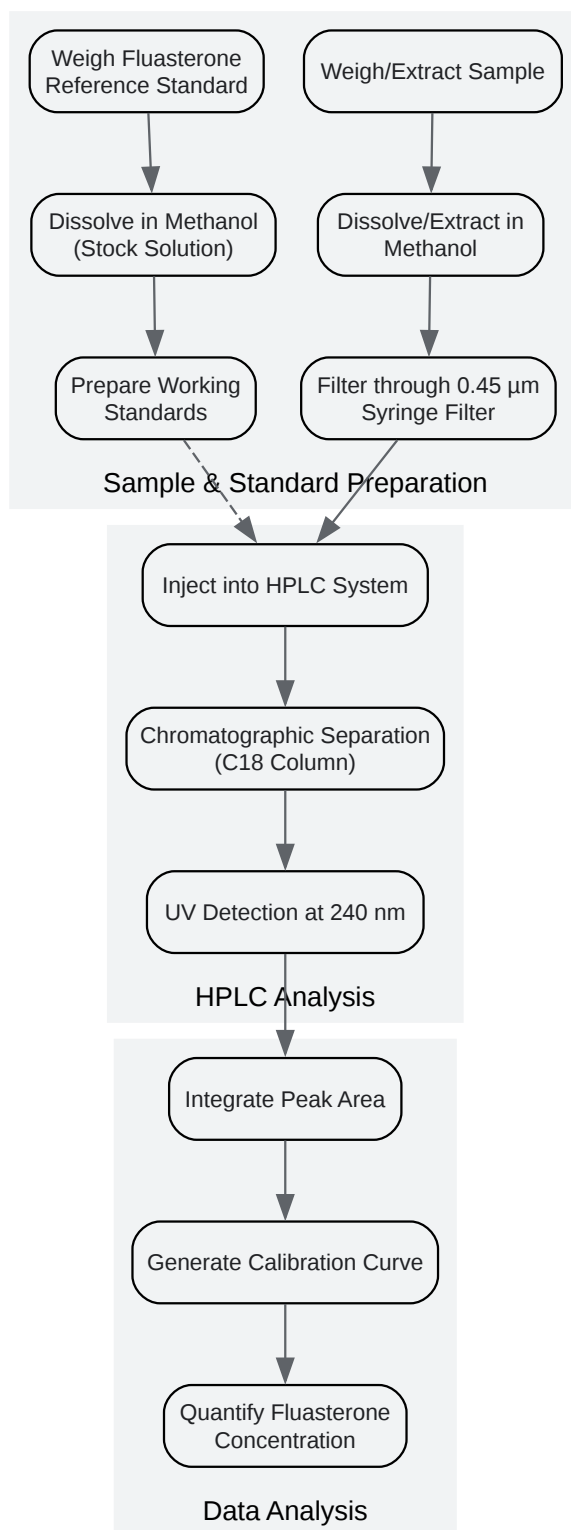 Weigh Fluasterone
Reference Standard
Weigh/Extract Sample
Dissolve in Methanol
(Stock Solution)
Dissolve/Extract in
Methanol
Prepare Working
Standards
Filter through 0.45 µm
Syringe Filter
Sample & Standard Preparation
Inject into HPLC System
Chromatographic Separation
(C18 Column)
UV Detection at 240 nm
HPLC Analysis
Integrate Peak Area
Generate Calibration Curve
Quantify Fluasterone
Concentration
Data Analysis